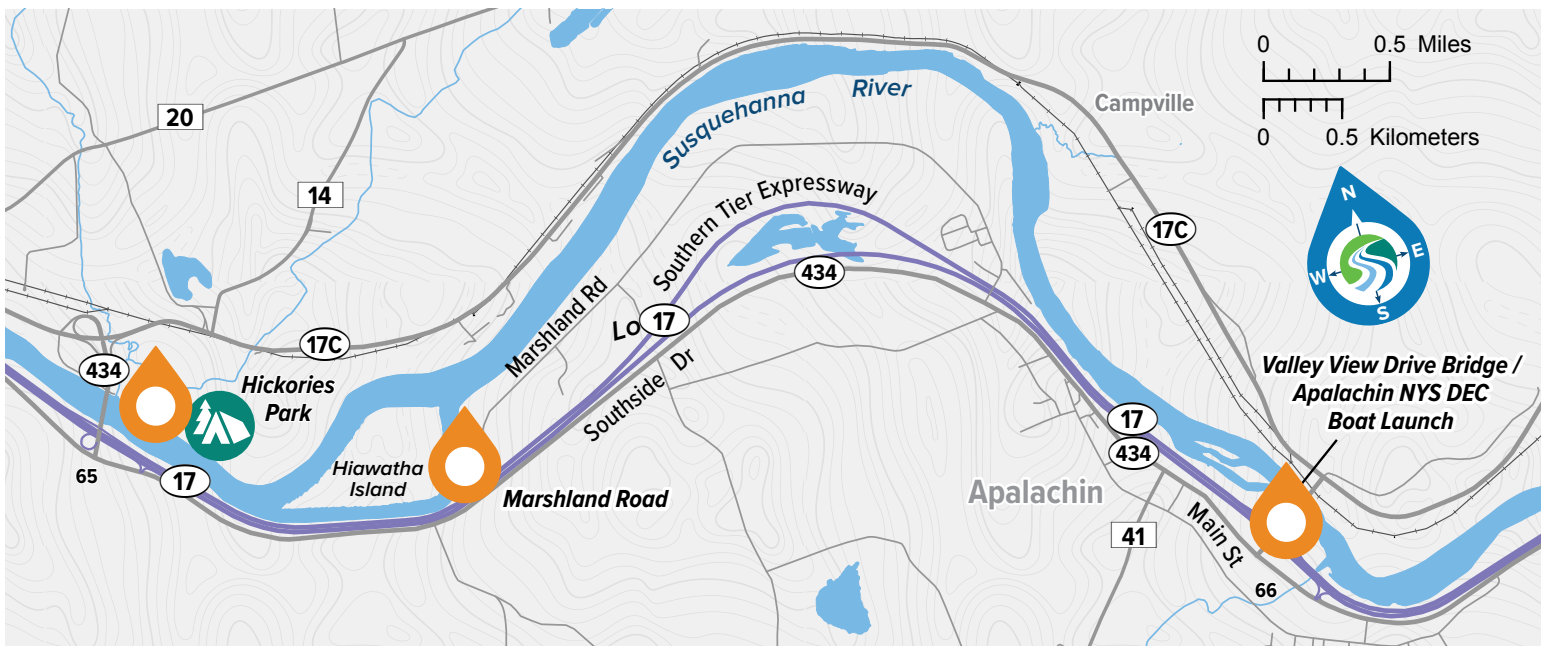 0 0.5 Miles
0 0.5 Kilometers
N
E
W
S
20
14
Susquehanna River
Campville
17C
Southern Tier Expressway
434
Marshland Rd
Lo
17
17C
434
Hickories
Park
Southside Dr
Valley View Drive Bridge /
Apalachin NYS DEC
Boat Launch
17
434
65
17
Hiawatha
Island
Marshland Road
Apalachin
41
Main St
66